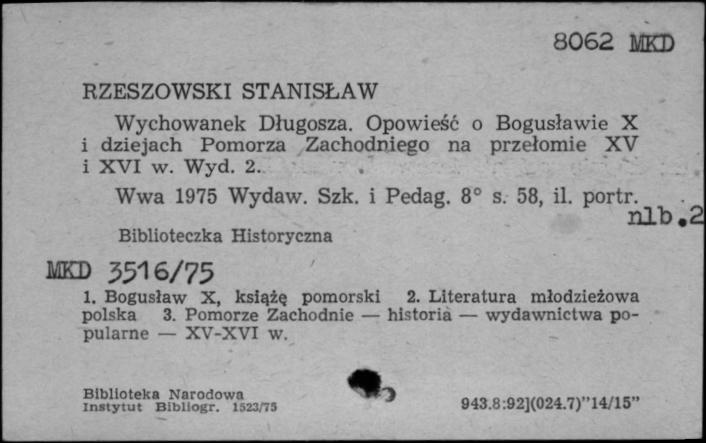 8062 MKD
RZESZOWSKI STANISŁAW
Wychowanek Długosza. Opowieść o Bogusławie X
i dziejach Pomorza Zachodniego na przełomie XV
i XVI w. Wyd. 2.
Wwa 1975 Wydaw. Szk. i Pedag. 8° s. 58, il. portr.
nlb.2
Biblioteczka Historyczna
MKD 3516/75
1. Bogusław X, książę pomorski 2. Literatura młodzieżowa
polska 3. Pomorze Zachodnie — historia — wydawnictwa po-
pularne — XV-XVI w.
Biblioteka Narodowa
Instytut Bibliogr. 1523/75
943.8:92](024.7)"14/15"